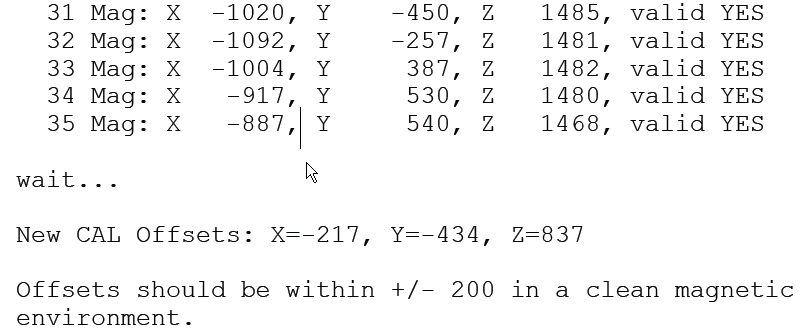 31 Mag: X  -1020, Y    -450, Z   1485, valid YES
32 Mag: X  -1092, Y    -257, Z   1481, valid YES
33 Mag: X  -1004, Y     387, Z   1482, valid YES
34 Mag: X   -917, Y     530, Z   1480, valid YES
35 Mag: X   -887, Y     540, Z   1468, valid YES
wait...
New CAL Offsets: X=-217, Y=-434, Z=837
Offsets should be within +/- 200 in a clean magnetic
environment.